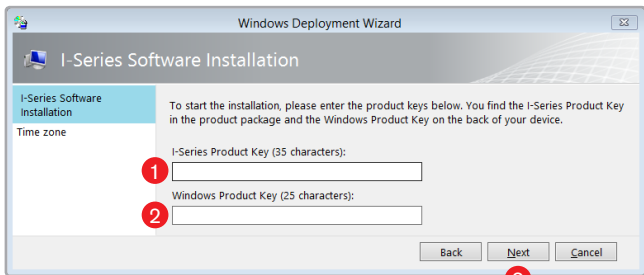 Windows Deployment Wizard
I-Series Software Installation
I-Series Software
Installation
Time zone
To start the installation, please enter the product keys below. You find the I-Series Product Key
in the product package and the Windows Product Key on the back of your device.
I-Series Product Key (35 characters):
1
Windows Product Key (25 characters):
2
Back Next Cancel